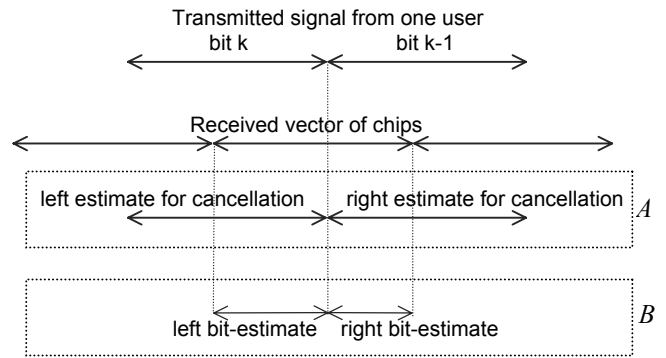 Transmitted signal from one user
bit k bit k-1
Received vector of chips
left estimate for cancellation right estimate for cancellation
A
B
left bit-estimate right bit-estimate